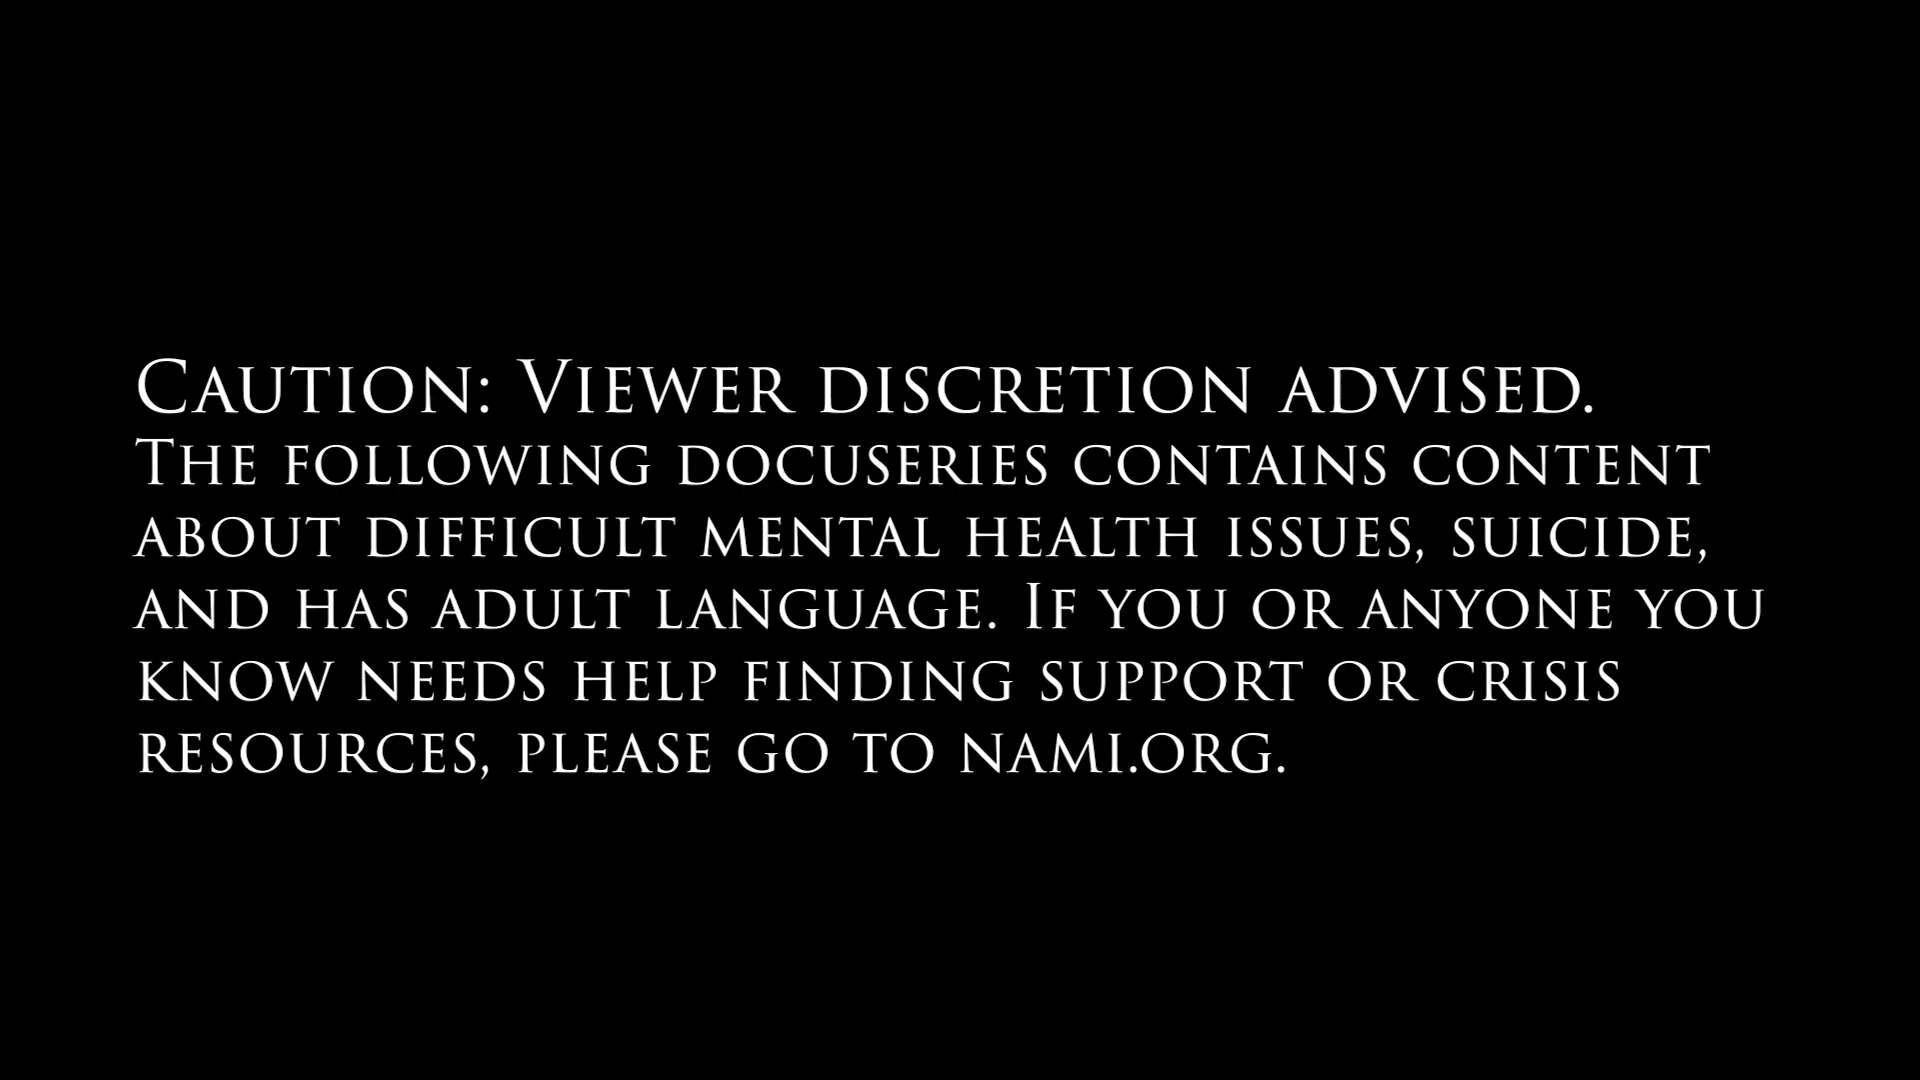 Caution: Viewer discretion advised.
The following docuseries contains content
about difficult mental health issues, suicide,
and has adult language. If you or anyone you
know needs help finding support or crisis
resources, please go to nami.org.